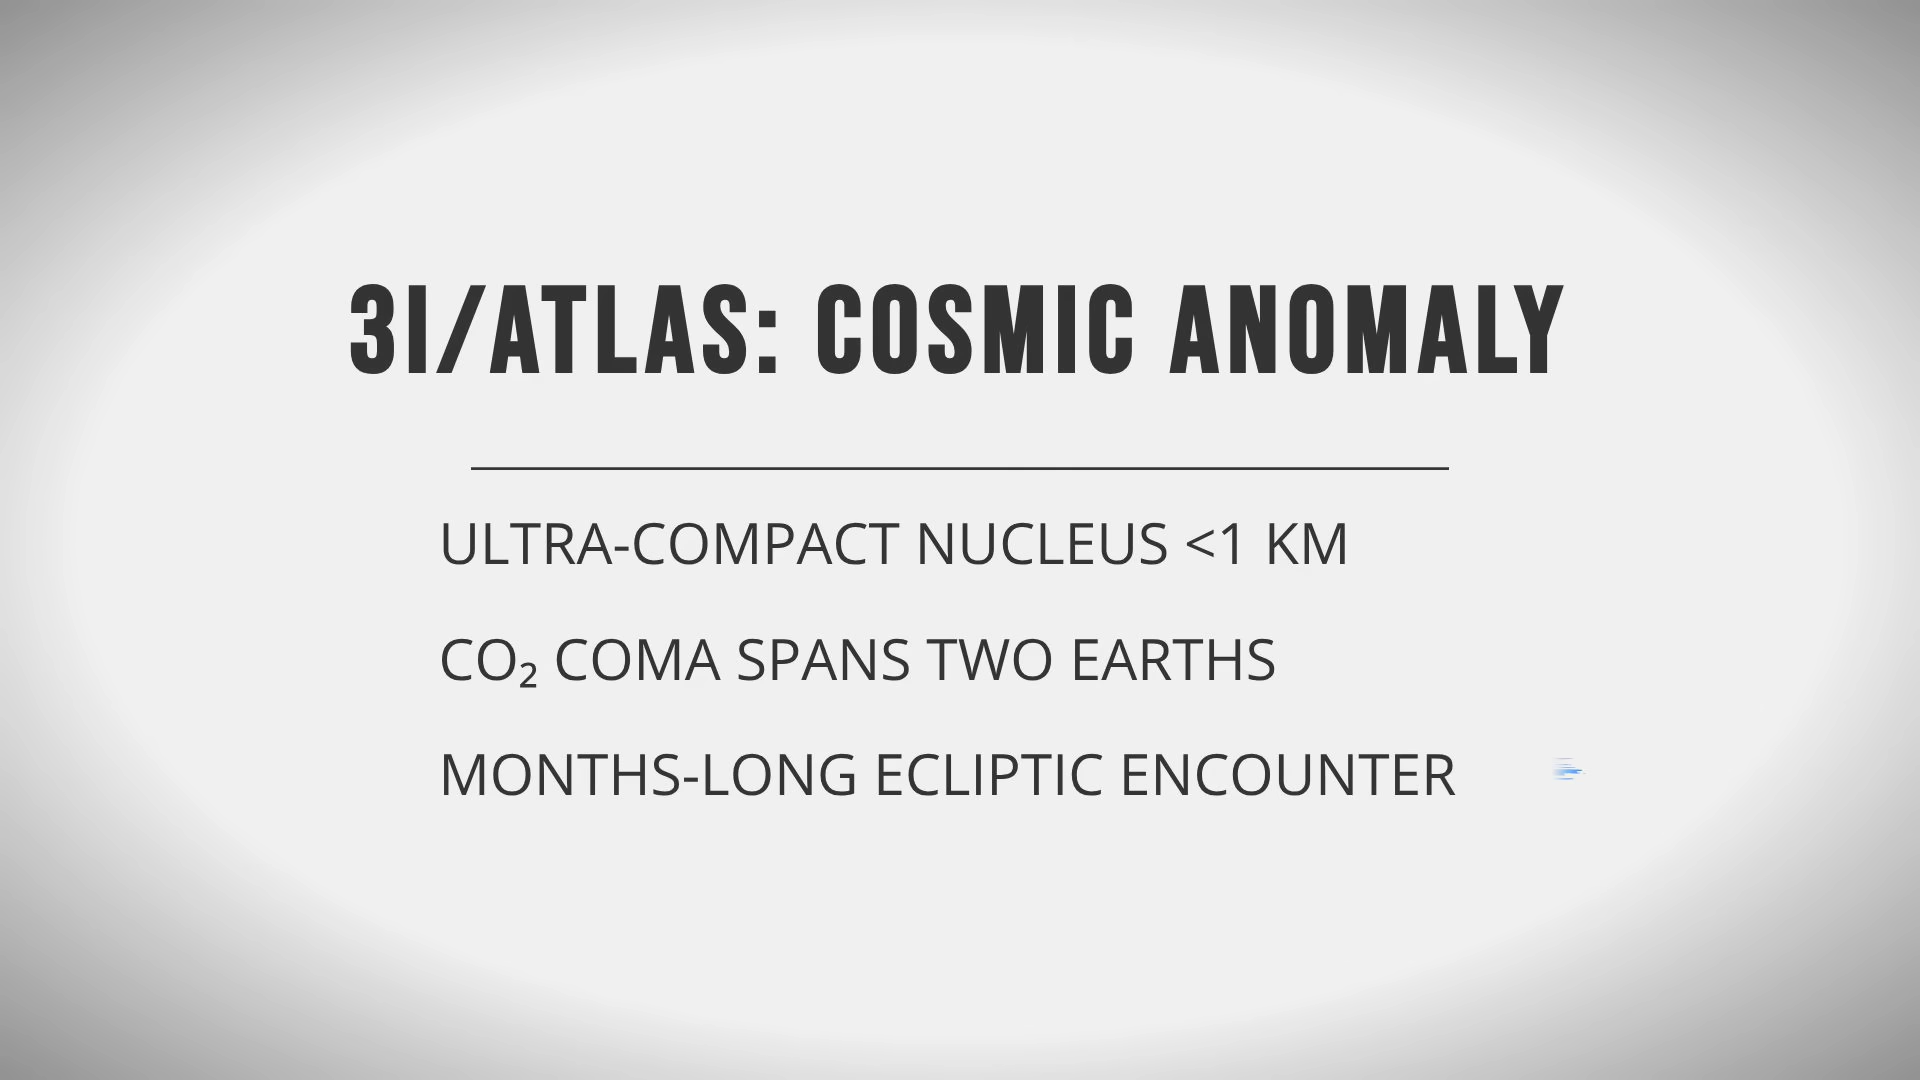 3I/ATLAS: COSMIC ANOMALY
ULTRA-COMPACT NUCLEUS <1 KM
CO₂ COMA SPANS TWO EARTHS
MONTHS-LONG ECLIPTIC ENCOUNTER